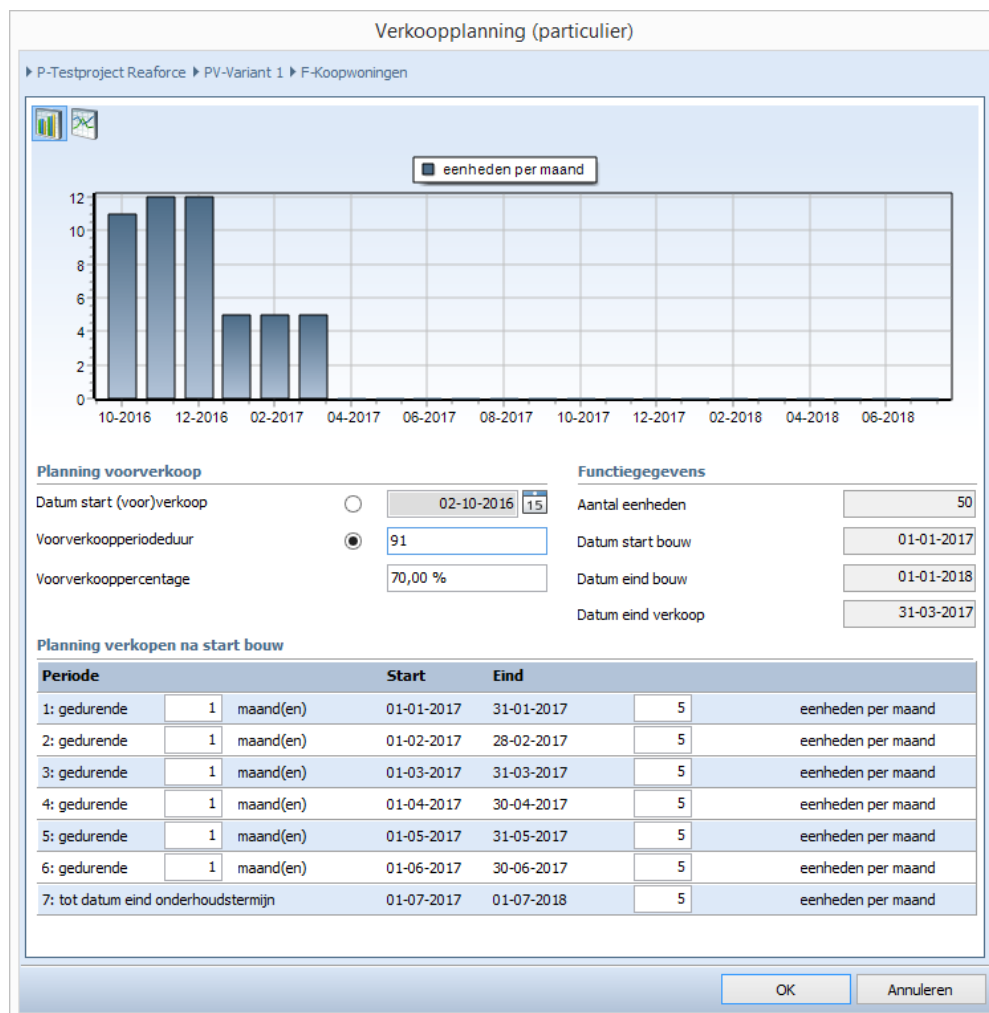 Verkoopplanning (particulier)
P-Testproject Reaforce PV-Variant 1 F-Koopwoningen
eenheden per maand
12
10
8
6
4
2
0
10-2016 12-2016 02-2017 04-2017 06-2017 08-2017 10-2017 12-2017 02-2018 04-2018 06-2018
Planning voorverkoop
Datum start (voor)verkoop 02-10-2016 15
Voorverkoopperiodeduur 91
Voorverkooppercentage 70,00 %
Functiegegevens
Aantal eenheden 50
Datum start bouw 01-01-2017
Datum eind bouw 01-01-2018
Datum eind verkoop 31-03-2017
Planning verkopen na start bouw
Periode Start Eind
1: gedurende 1 maand(en) 01-01-2017 31-01-2017 5 eenheden per maand
2: gedurende 1 maand(en) 01-02-2017 28-02-2017 5 eenheden per maand
3: gedurende 1 maand(en) 01-03-2017 31-03-2017 5 eenheden per maand
4: gedurende 1 maand(en) 01-04-2017 30-04-2017 5 eenheden per maand
5: gedurende 1 maand(en) 01-05-2017 31-05-2017 5 eenheden per maand
6: gedurende 1 maand(en) 01-06-2017 30-06-2017 5 eenheden per maand
7: tot datum eind onderhoudstermijn 01-07-2017 01-07-2018 5 eenheden per maand
OK Annuleren